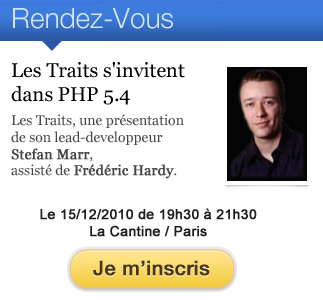 Rendez-Vous
Les Traits s'invitent
dans PHP 5.4
Les Traits, une présentation
de son lead-developpeur
Stefan Marr,
assisté de Frédéric Hardy.
Le 15/12/2010 de 19h30 à 21h30
La Cantine / Paris
Je m'inscris